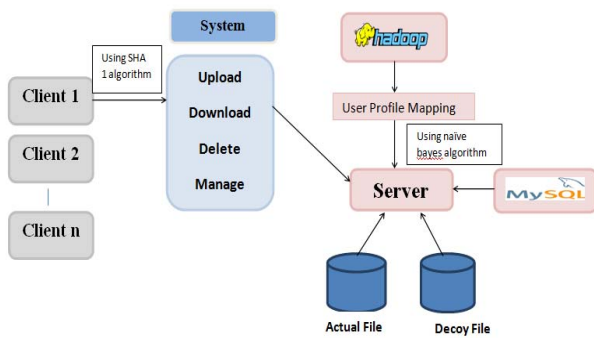 System
Using SHA
1 algorithm
Client 1
Client 2
Client n
Upload
Download
Delete
Manage
hadoop
User Profile Mapping
Using naïve
bayes algorithm
Server
MySQL
Actual File
Decoy File